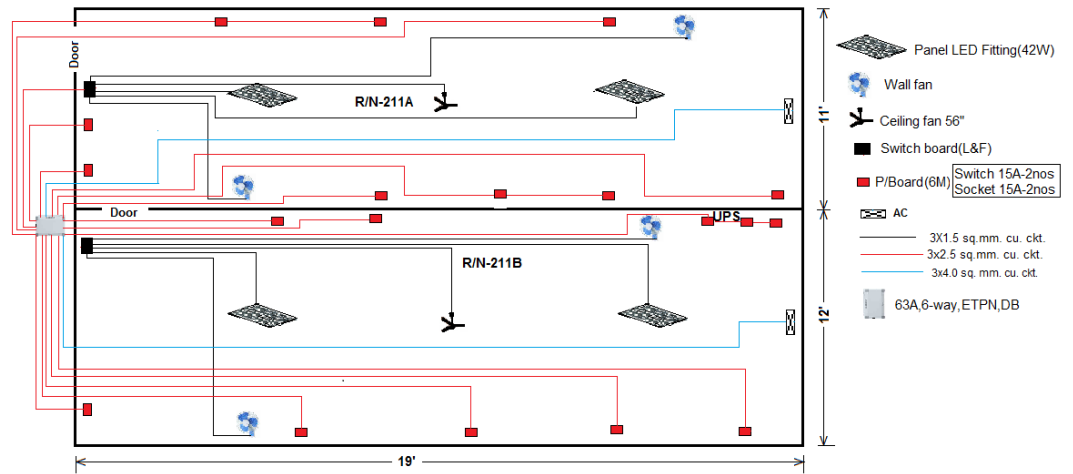 Door
R/N-211A
11'
Door
UPS
R/N-211B
12'
19'
Panel LED Fitting(42W)
Wall fan
Ceiling fan 56"
Switch board(L&F)
P/Board(6M)
Switch 15A-2nos
Socket 15A-2nos
AC
3X1.5 sq.mm. cu. ckt.
3x2.5 sq.mm. cu. ckt.
3x4.0 sq. mm. cu. ckt.
63A,6-way,ETPN,DB